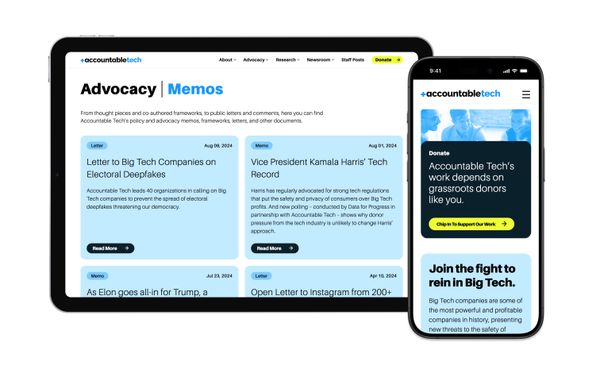 +accountabletech
About
Advocacy
Research
Newsroom
Staff Posts
Donate
Advocacy | Memos
From thought pieces and co authored frameworks, to public letters and comments, here you can find
Accountable Tech's policy and advocacy memos, frameworks, letters, and other documents.
Letter
Aug 09, 2024
Letter to Big Tech Companies on
Electoral Deepfakes
Accountable Tech leads 40 organizations in calling on Big
Tech companies to prevent the spread of electoral
deepfakes threatening our democracy.
Read More
Memo
Aug 01, 2024
Vice President Kamala Harris' Tech
Record
Harris has regularly advocated for strong tech regulations
that put the safety and privacy of consumers over Big Tech
profits. And new polling – conducted by Data for Progress in
partnership with Accountable Tech – shows why donor
pressure from the tech industry is unlikely to change Harris'
approach.
Read More
Memo
Jul 23, 2024
As Elon goes all-in for Trump, a
Letter
Apr 10, 2024
Open Letter to Instagram from 200+
9:41
+accountabletech
Donate
Accountable Tech's
work depends on
grassroots donors
like you.
Chip In To Support Our Work
Join the fight to
rein in Big Tech.
Big Tech companies are some of
the most powerful and profitable
companies in history, presenting
new threats to the safety of